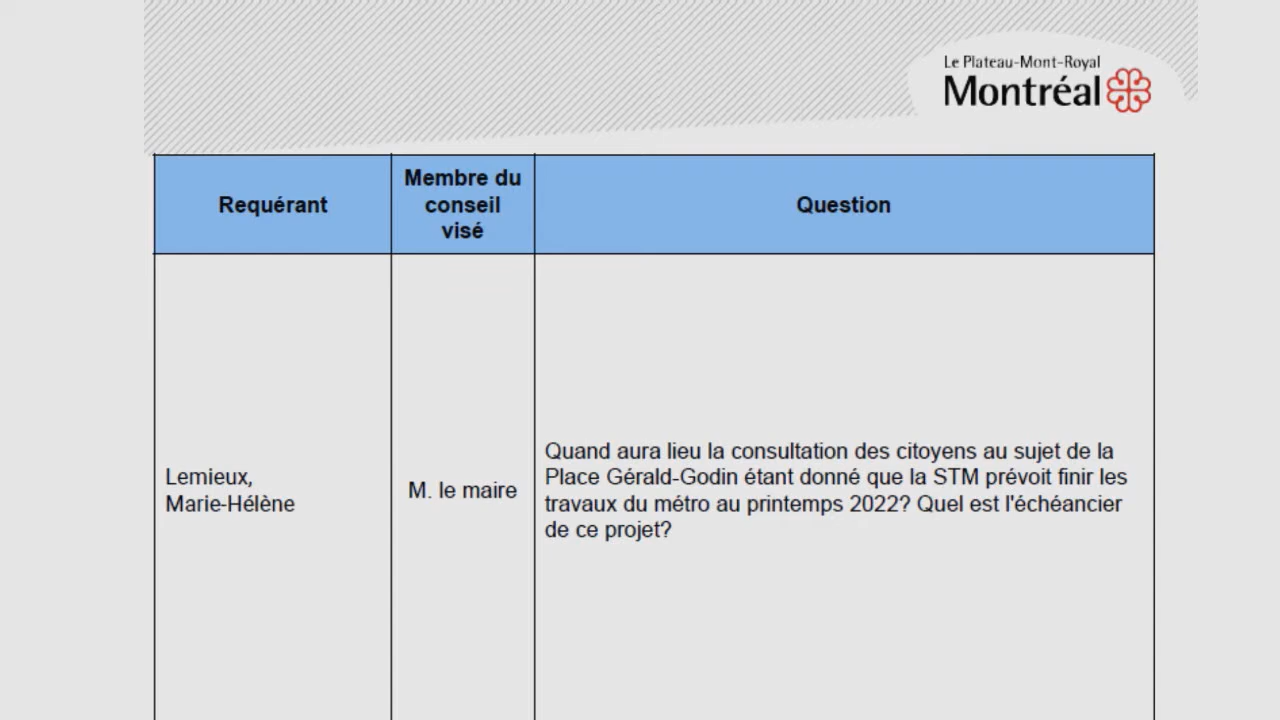 Le Plateau-Mont-Royal
Montréal
Requérant
Membre du
conseil
visé
Question
Lemieux,
Marie-Hélène
M. le maire
Quand aura lieu la consultation des citoyens au sujet de la
Place Gérald-Godin étant donné que la STM prévoit finir les
travaux du métro au printemps 2022? Quel est l'échéancier
de ce projet?